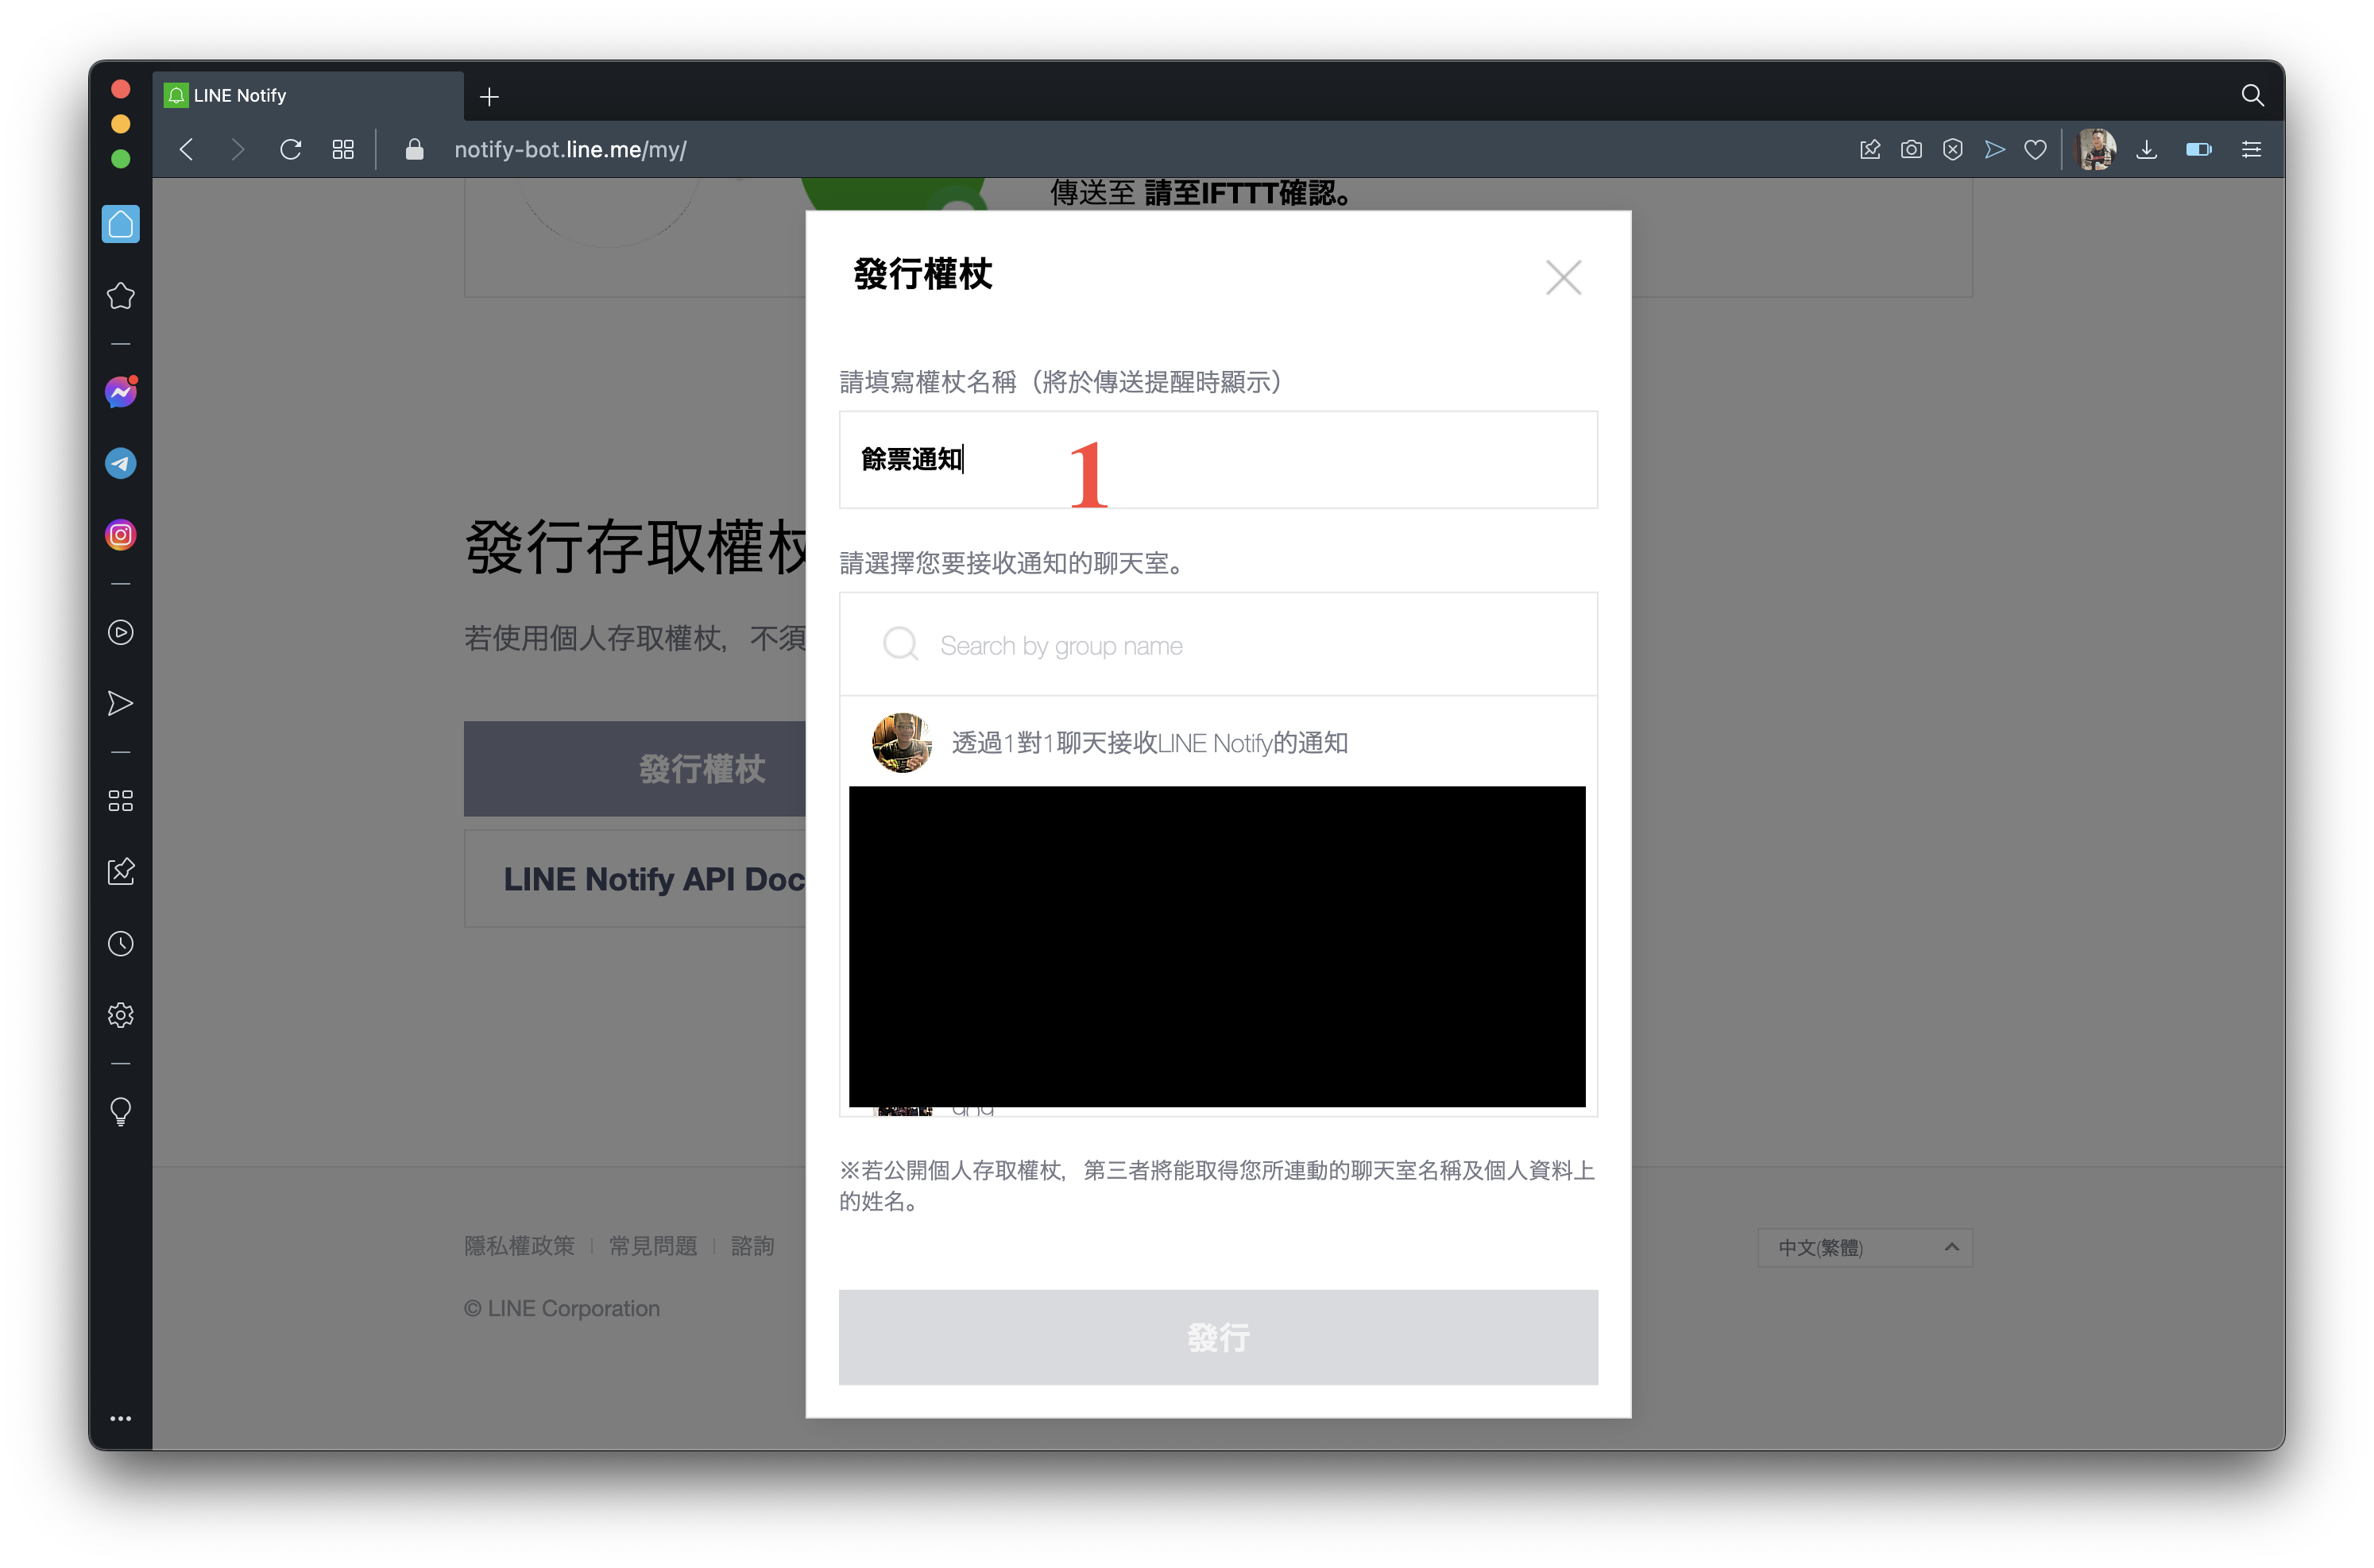 LINE Notify
notify-bot.line.me/my/
傳送至 請至IFTTT確認。
發行權杖
請填寫權杖名稱（將於傳送提醒時顯示）
餘票通知
1
請選擇您要接收通知的聊天室。
Search by group name
透過1對1聊天接收LINE Notify的通知
※若公開個人存取權杖，第三者將能取得您所連動的聊天室名稱及個人資料上
的姓名。
發行
發行存取權杖
若使用個人存取權杖，不須
發行權杖
LINE Notify API Doc
隱私權政策 | 常見問題 | 諮詢
中文(繁體)
© LINE Corporation